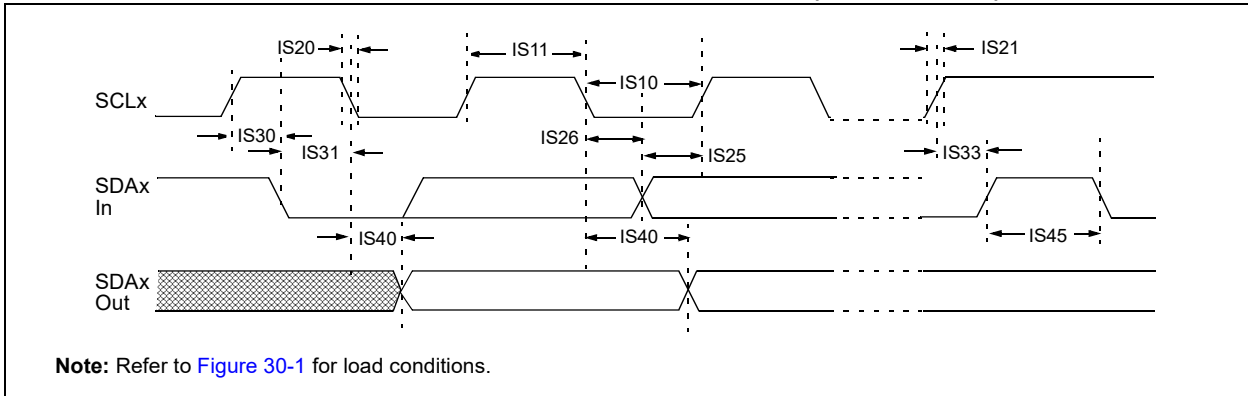 IS20
IS11
IS21
IS10
SCLx
IS30
IS26
IS31
IS25
IS33
SDAx
In
IS40
IS40
IS45
SDAx
Out
Note: Refer to Figure 30-1 for load conditions.